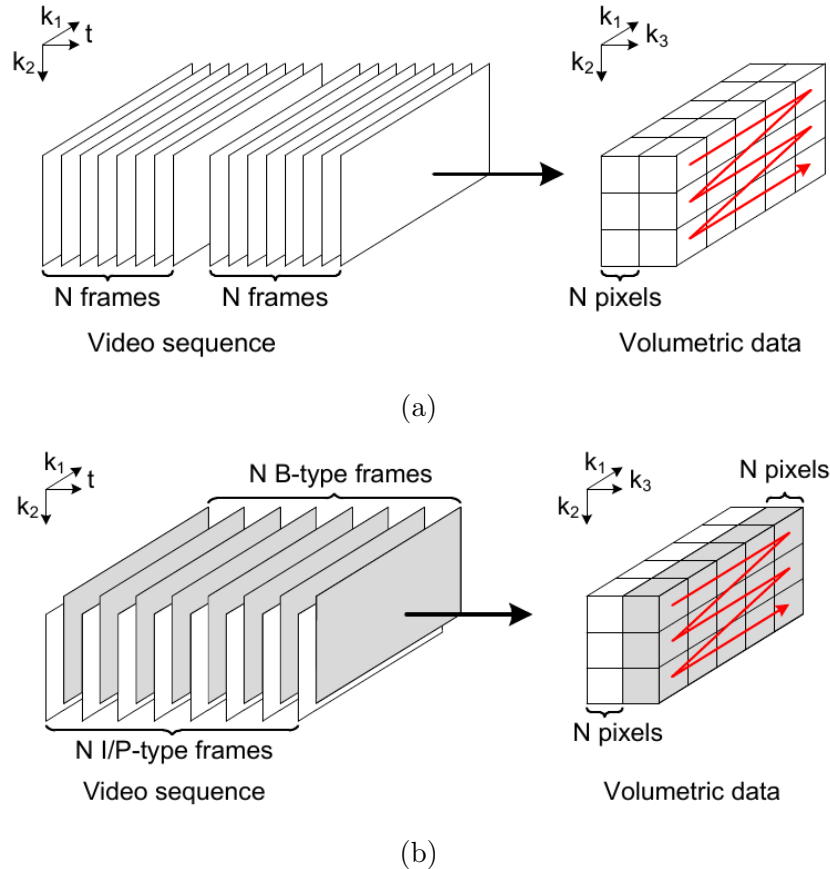 k1
t
k2
k1
k3
k2
N frames
N frames
N pixels
Video sequence
Volumetric data
(a)
k1
t
k2
N B-type frames
k1
k3
k2
N pixels
N I/P-type frames
N pixels
Video sequence
Volumetric data
(b)